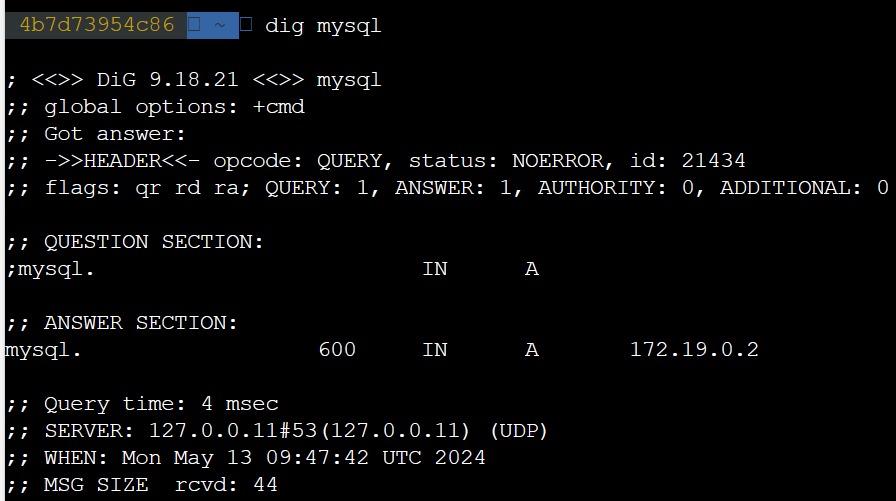 4b7d73954c86 ~ dig mysql
; <<>> DiG 9.18.21 <<>> mysql
;; global options: +cmd
;; Got answer:
;; ->>HEADER<<- opcode: QUERY, status: NOERROR, id: 21434
;; flags: qr rd ra; QUERY: 1, ANSWER: 1, AUTHORITY: 0, ADDITIONAL: 0
;; QUESTION SECTION:
;mysql. IN A
;; ANSWER SECTION:
mysql. 600 IN A 172.19.0.2
;; Query time: 4 msec
;; SERVER: 127.0.0.11#53(127.0.0.11) (UDP)
;; WHEN: Mon May 13 09:47:42 UTC 2024
;; MSG SIZE rcvd: 44